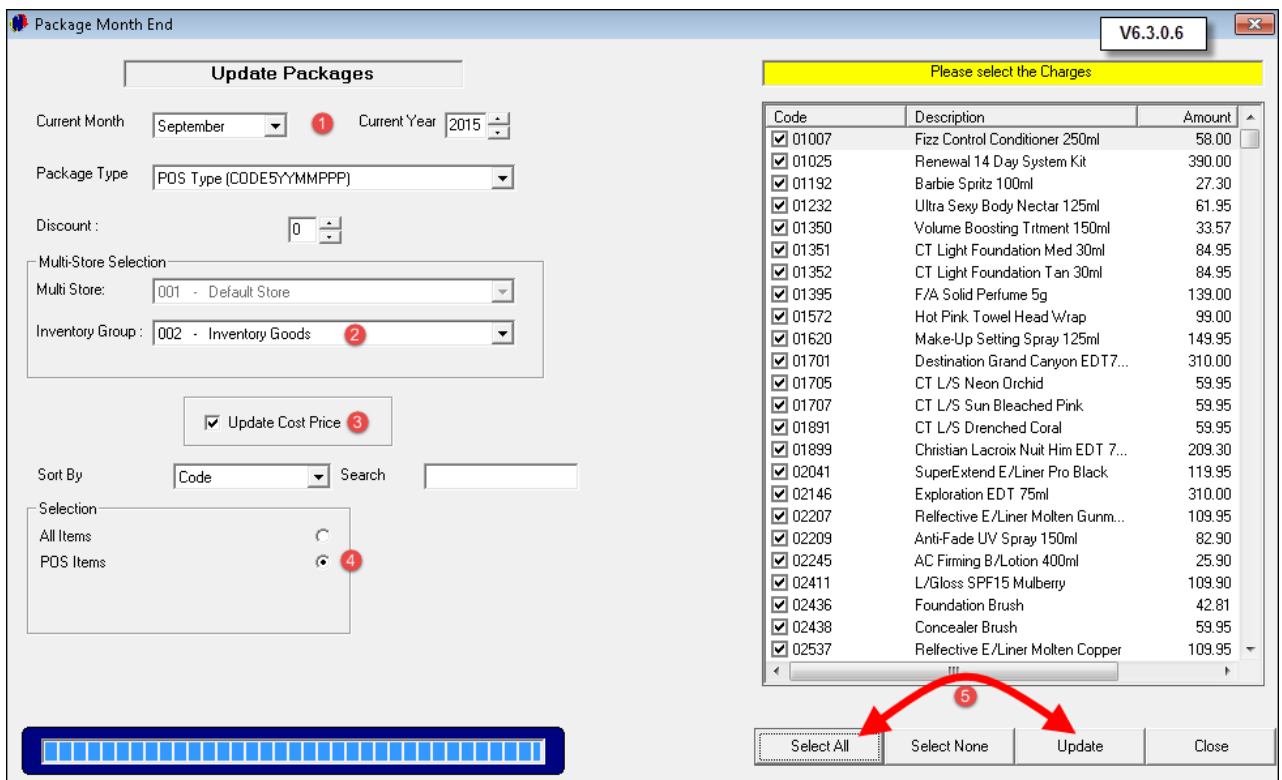 Package Month End
V6.3.0.6
Update Packages
Current Month September 1 Current Year 2015
Package Type POS Type (CODE5YYMMPPP)
Discount : 0
Multi-Store Selection
Multi Store: 001 - Default Store
Inventory Group : 002 - Inventory Goods 2
Update Cost Price 3
Sort By Code Search
Selection
All Items
POS Items 4
Please select the Charges
Code Description Amount
01007 Fizz Control Conditioner 250ml 58.00
01025 Renewal 14 Day System Kit 390.00
01192 Barbie Spritz 100ml 27.30
01232 Ultra Sexy Body Nectar 125ml 61.95
01350 Volume Boosting Trtment 150ml 33.57
01351 CT Light Foundation Med 30ml 84.95
01352 CT Light Foundation Tan 30ml 84.95
01395 F/A Solid Perfume 5g 139.00
01572 Hot Pink Towel Head Wrap 99.00
01620 Make-Up Setting Spray 125ml 149.95
01701 Destination Grand Canyon EDT7... 310.00
01705 CT L/S Neon Orchid 59.95
01707 CT L/S Sun Bleached Pink 59.95
01891 CT L/S Drenched Coral 59.95
01899 Christian Lacroix Nuit Him EDT 7... 209.30
02041 SuperExtend E/Liner Pro Black 119.95
02146 Exploration EDT 75ml 310.00
02207 Relfective E/Liner Molten Gunm... 109.95
02209 Anti-Fade UV Spray 150ml 82.90
02245 AC Firming B/Lotion 400ml 25.90
02411 L/Gloss SPF15 Mulberry 109.90
02436 Foundation Brush 42.81
02438 Concealer Brush 59.95
02537 Relfective E/Liner Molten Copper 109.95
5
Select All Select None Update Close